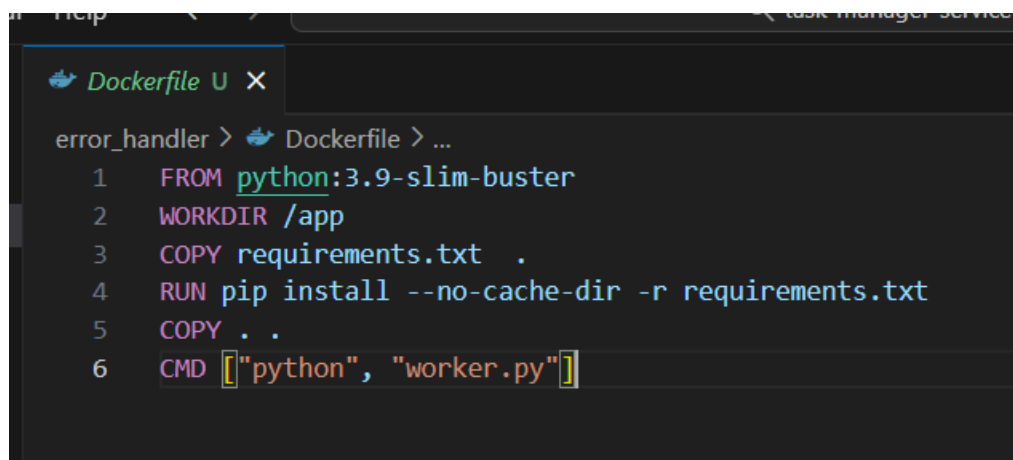 Help
task-manager-service
Dockerfile U
error_handler > Dockerfile > ...
1 FROM python:3.9-slim-buster
2 WORKDIR /app
3 COPY requirements.txt  .
4 RUN pip install --no-cache-dir -r requirements.txt
5 COPY . .
6 CMD ["python", "worker.py"]